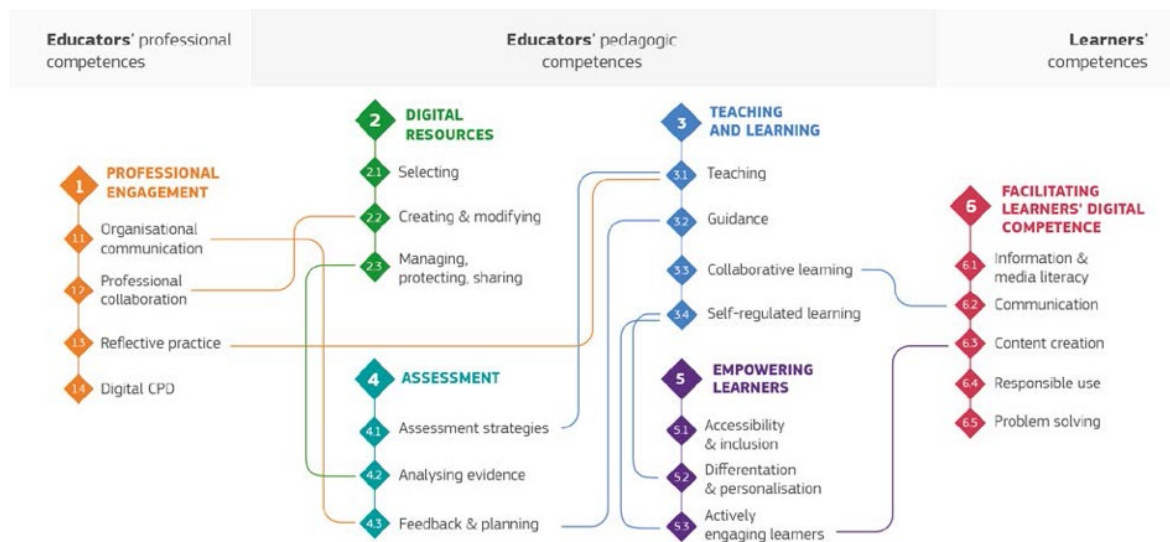 Educators' professional
competences
Educators' pedagogic
competences
Learners'
competences
1
PROFESSIONAL
ENGAGEMENT
1.1
Organisational
communication
1.2
Professional
collaboration
1.3
Reflective practice
1.4
Digital CPD
2
DIGITAL
RESOURCES
2.1
Selecting
2.2
Creating & modifying
2.3
Managing,
protecting, sharing
3
TEACHING
AND LEARNING
3.1
Teaching
3.2
Guidance
3.3
Collaborative learning
3.4
Self-regulated learning
4
ASSESSMENT
4.1
Assessment strategies
4.2
Analysing evidence
4.3
Feedback & planning
5
EMPOWERING
LEARNERS
5.1
Accessibility
& inclusion
5.2
Differentation
& personalisation
5.3
Actively
engaging learners
6
FACILITATING
LEARNERS' DIGITAL
COMPETENCE
6.1
Information &
media literacy
6.2
Communication
6.3
Content creation
6.4
Responsible use
6.5
Problem solving